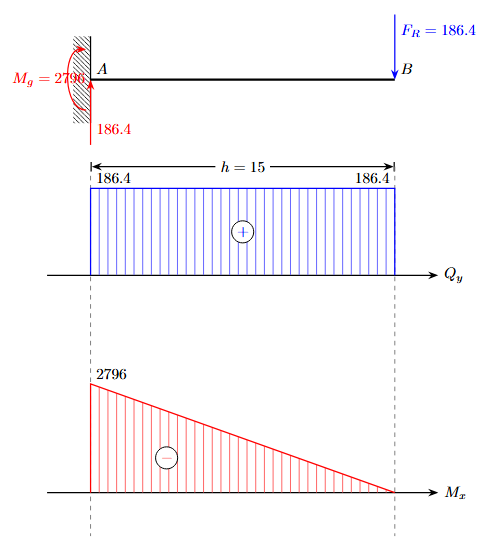 F_R = 186.4
A
B
M_g = 2796
186.4
h = 15
186.4
186.4
+
Q_y
2796
−
M_x